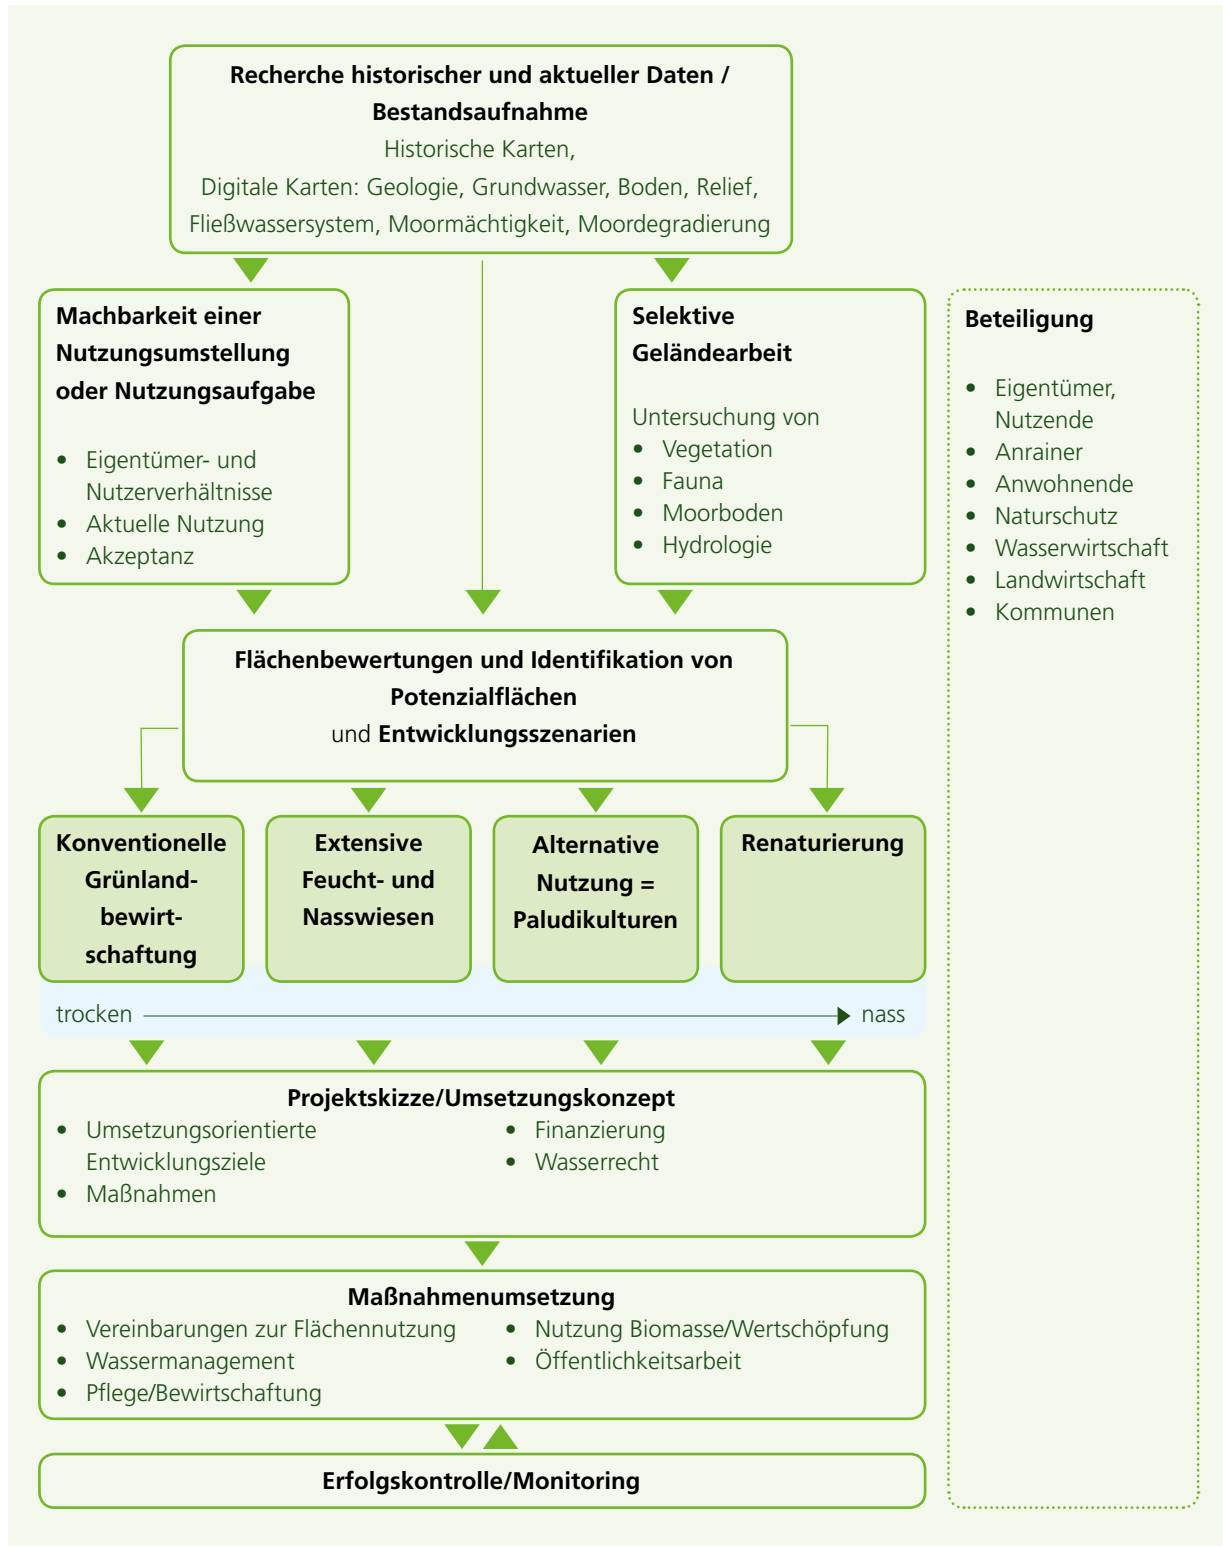 Recherche historischer und aktueller Daten /
Bestandsaufnahme
Historische Karten,
Digitale Karten: Geologie, Grundwasser, Boden, Relief,
Fließwassersystem, Moormächtigkeit, Moordegradierung
Machbarkeit einer
Nutzungsumstellung
oder Nutzungsaufgabe
• Eigentümer- und
Nutzerverhältnisse
• Aktuelle Nutzung
• Akzeptanz
Selektive
Geländearbeit
Untersuchung von
• Vegetation
• Fauna
• Moorboden
• Hydrologie
Beteiligung
• Eigentümer,
Nutzende
• Anrainer
• Anwohnende
• Naturschutz
• Wasserwirtschaft
• Landwirtschaft
• Kommunen
Flächenbewertungen und Identifikation von
Potenzialflächen
und Entwicklungsszenarien
Konventionelle
Grünland-
bewirt-
schaftung
Extensive
Feucht- und
Nasswiesen
Alternative
Nutzung =
Paludikulturen
Renaturierung
trocken
nass
Projektskizze/Umsetzungskonzept
• Umsetzungsorientierte
Entwicklungsziele
• Maßnahmen
• Finanzierung
• Wasserrecht
Maßnahmenumsetzung
• Vereinbarungen zur Flächennutzung
• Wassermanagement
• Pflege/Bewirtschaftung
• Nutzung Biomasse/Wertschöpfung
• Öffentlichkeitsarbeit
Erfolgskontrolle/Monitoring